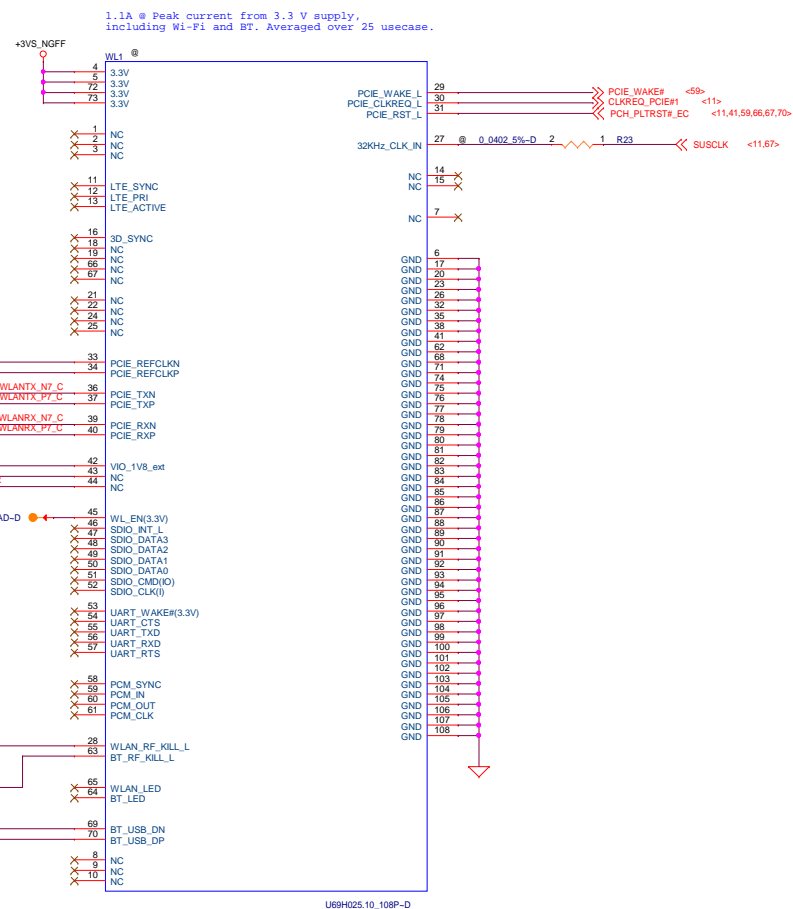 1.1A @ Peak current from 3.3 V supply,
including Wi-Fi and BT. Averaged over 25 usecase.
+3VS_NGFF
WL1 @
4 3.3V
5 3.3V
72 3.3V
73 3.3V
1 NC
2 NC
3 NC
11 LTE_SYNC
12 LTE_PRI
13 LTE_ACTIVE
16 3D_SYNC
18 NC
19 NC
66 NC
67 NC
21 NC
22 NC
24 NC
25 NC
33 PCIE_REFCLKN
34 PCIE_REFCLKP
WLANTX_N7_C 36 PCIE_TXN
WLANTX_P7_C 37 PCIE_TXP
WLANRX_N7_C 39 PCIE_RXN
WLANRX_P7_C 40 PCIE_RXP
42 VIO_1V8_ext
43 NC
44 NC
AD-D 45 WL_EN(3.3V)
46 SDIO_INT_L
47 SDIO_DATA3
48 SDIO_DATA2
49 SDIO_DATA1
50 SDIO_DATA0
51 SDIO_CMD(IO)
52 SDIO_CLK(I)
53 UART_WAKE#(3.3V)
54 UART_CTS
55 UART_TXD
56 UART_RXD
57 UART_RTS
58 PCM_SYNC
59 PCM_IN
60 PCM_OUT
61 PCM_CLK
28 WLAN_RF_KILL_L
63 BT_RF_KILL_L
65 WLAN_LED
64 BT_LED
69 BT_USB_DN
70 BT_USB_DP
8 NC
9 NC
10 NC
PCIE_WAKE_L 29 PCIE_WAKE# <59>
PCIE_CLKREQ_L 30 CLKREQ_PCIE#1 <11>
PCIE_RST_L 31 PCH_PLTRST#_EC <11,41,59,66,67,70>
32KHz_CLK_IN 27 @ 0_0402_5%-D 2 1 R23 SUSCLK <11,67>
NC 14
NC 15
NC 7
GND 6
GND 17
GND 20
GND 23
GND 26
GND 32
GND 35
GND 38
GND 41
GND 62
GND 68
GND 71
GND 74
GND 75
GND 76
GND 77
GND 78
GND 79
GND 80
GND 81
GND 82
GND 83
GND 84
GND 85
GND 86
GND 87
GND 88
GND 89
GND 90
GND 91
GND 92
GND 93
GND 94
GND 95
GND 96
GND 97
GND 98
GND 99
GND 100
GND 101
GND 102
GND 103
GND 104
GND 105
GND 106
GND 107
GND 108
U69H025.10_108P-D